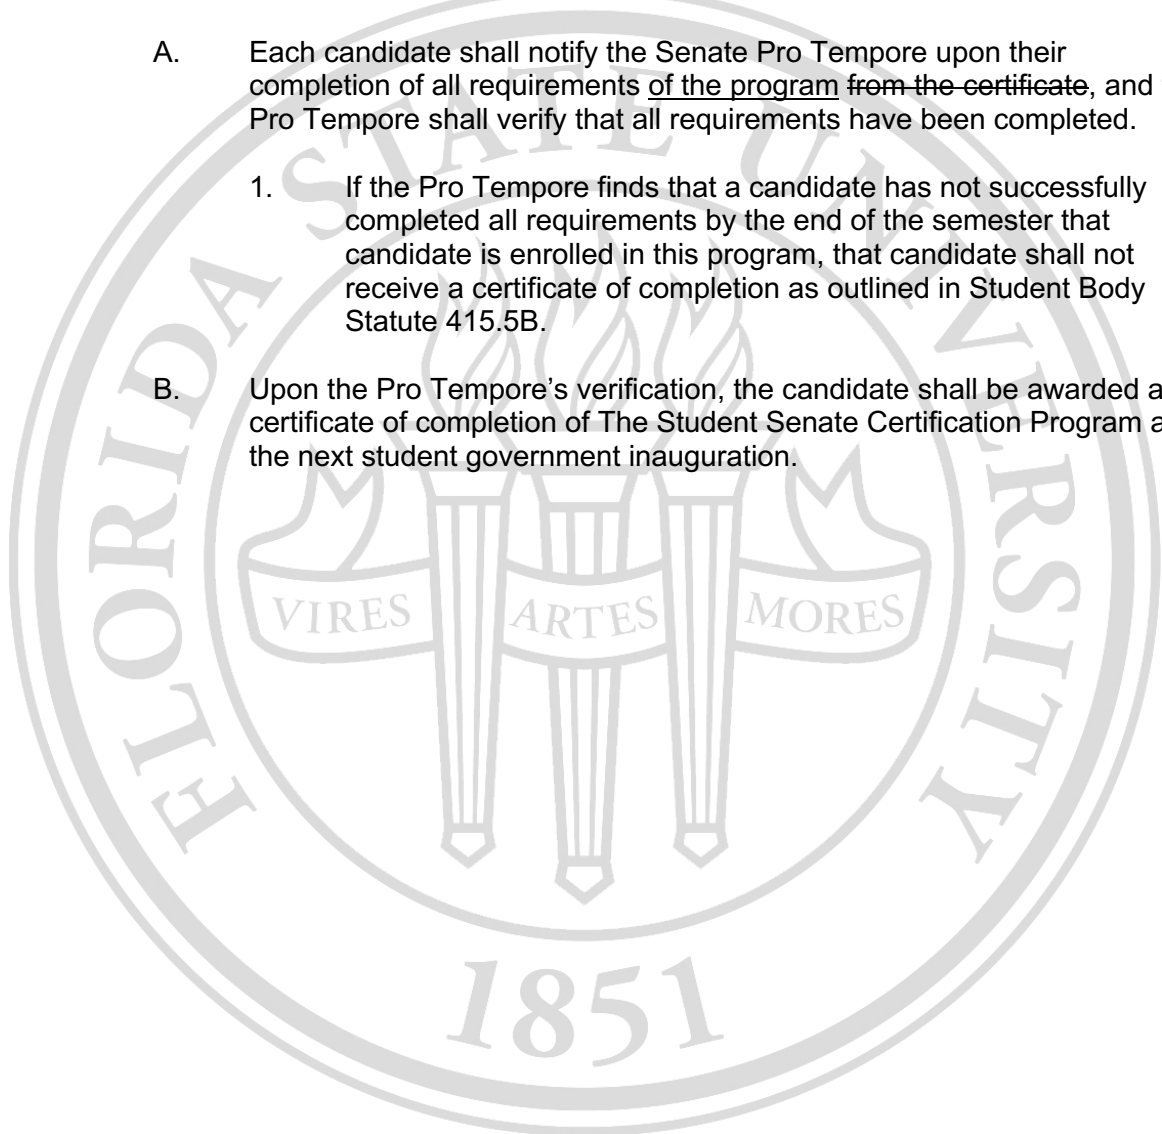 A. Each candidate shall notify the Senate Pro Tempore upon their
completion of all requirements of the program from the certificate, and
Pro Tempore shall verify that all requirements have been completed.
1. If the Pro Tempore finds that a candidate has not successfully
completed all requirements by the end of the semester that
candidate is enrolled in this program, that candidate shall not
receive a certificate of completion as outlined in Student Body
Statute 415.5B.
B. Upon the Pro Tempore’s verification, the candidate shall be awarded a
certificate of completion of The Student Senate Certification Program
the next student government inauguration.
FLORIDA STATE UNIVERSITY
VIRES ARTES MORES
1851